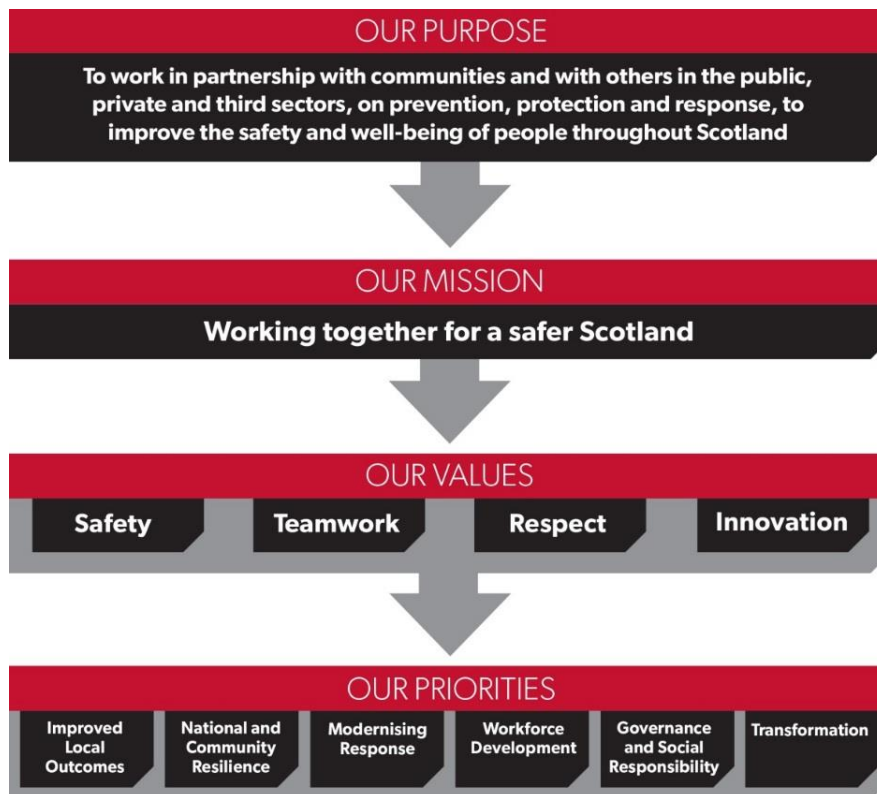 OUR PURPOSE
To work in partnership with communities and with others in the public,
private and third sectors, on prevention, protection and response, to
improve the safety and well-being of people throughout Scotland
OUR MISSION
Working together for a safer Scotland
OUR VALUES
Safety
Teamwork
Respect
Innovation
OUR PRIORITIES
Improved
Local
Outcomes
National and
Community
Resilience
Modernising
Response
Workforce
Development
Governance
and Social
Responsibility
Transformation